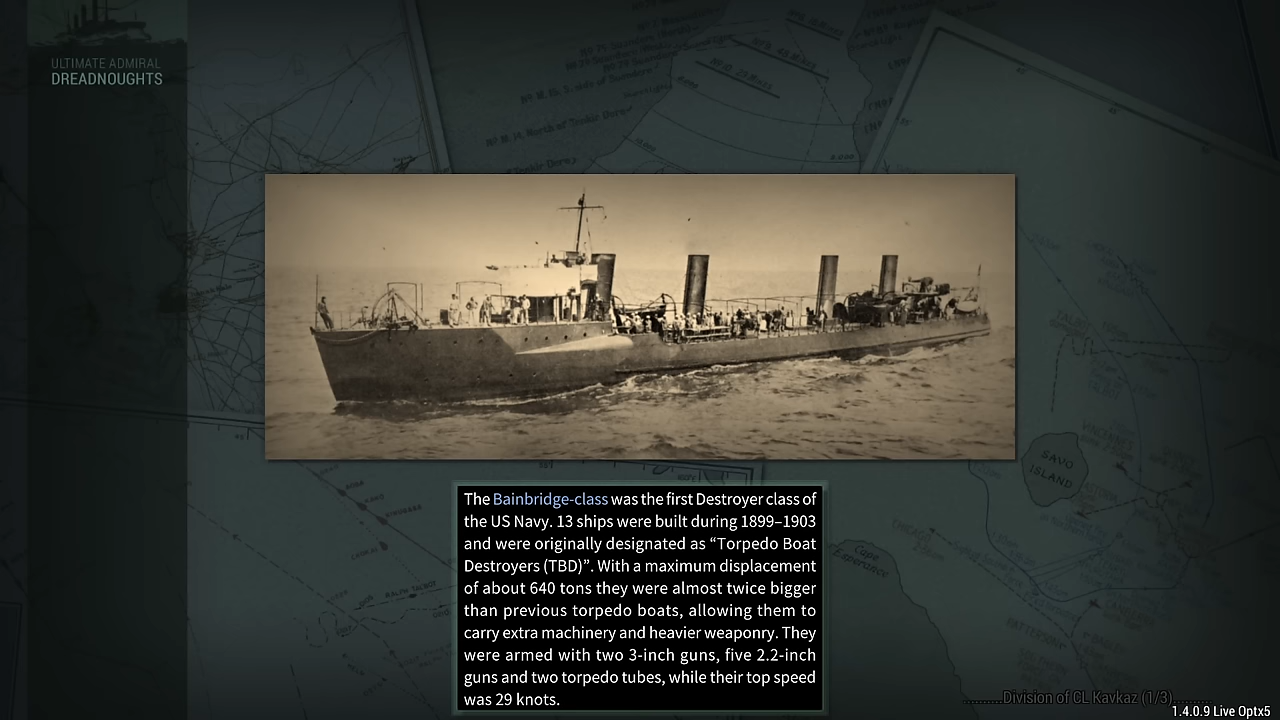 ULTIMATE ADMIRAL
DREADNOUGHTS
SAVO
ISLAND
Cape
Esperance
The Bainbridge-class was the first Destroyer class of
the US Navy. 13 ships were built during 1899–1903
and were originally designated as “Torpedo Boat
Destroyers (TBD)”. With a maximum displacement
of about 640 tons they were almost twice bigger
than previous torpedo boats, allowing them to
carry extra machinery and heavier weaponry. They
were armed with two 3-inch guns, five 2.2-inch
guns and two torpedo tubes, while their top speed
was 29 knots.
..........Division of CL Kavkaz (1/3)..........
1.4.0.9 Live Optx5